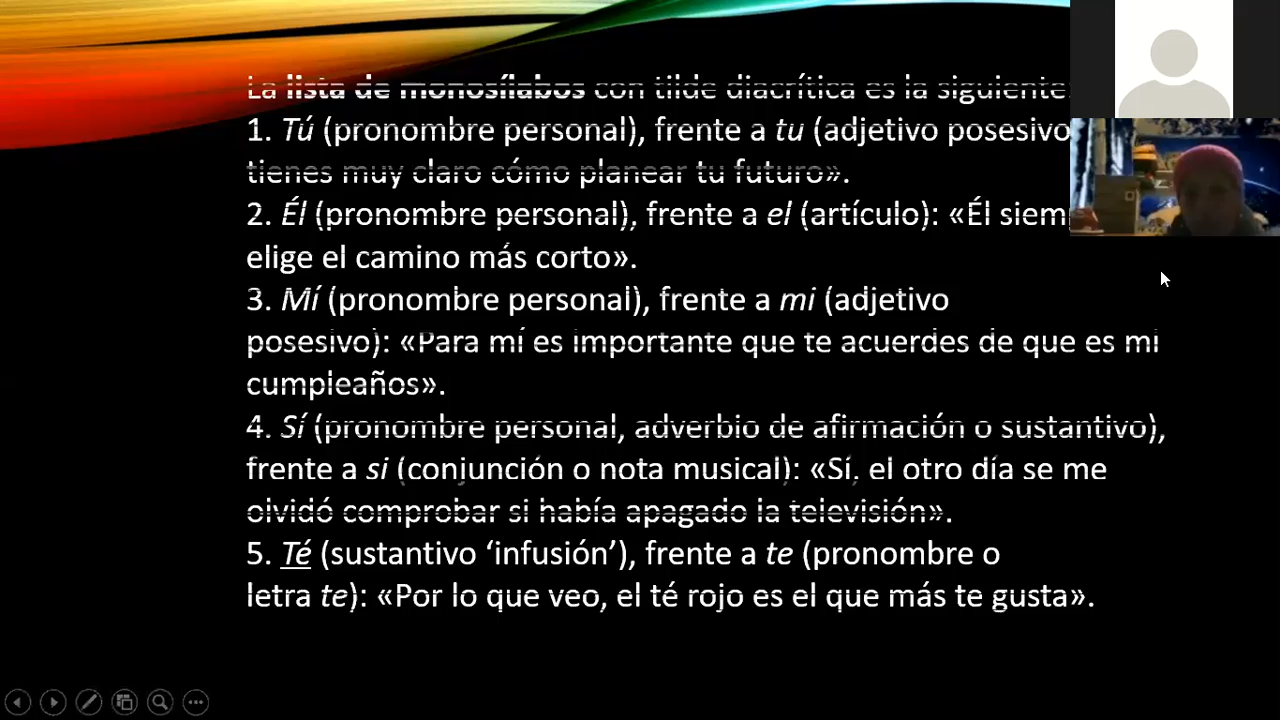 La lista de monosílabos con tilde diacrítica es la siguiente:
1. Tú (pronombre personal), frente a tu (adjetivo posesivo
tienes muy claro cómo planear tu futuro».
2. Él (pronombre personal), frente a el (artículo): «Él siem
elige el camino más corto».
3. Mí (pronombre personal), frente a mi (adjetivo
posesivo): «Para mí es importante que te acuerdes de que es mi
cumpleaños».
4. Sí (pronombre personal, adverbio de afirmación o sustantivo),
frente a si (conjunción o nota musical): «Sí, el otro día se me
olvidó comprobar si había apagado la televisión».
5. Té (sustantivo ‘infusión’), frente a te (pronombre o
letra te): «Por lo que veo, el té rojo es el que más te gusta».